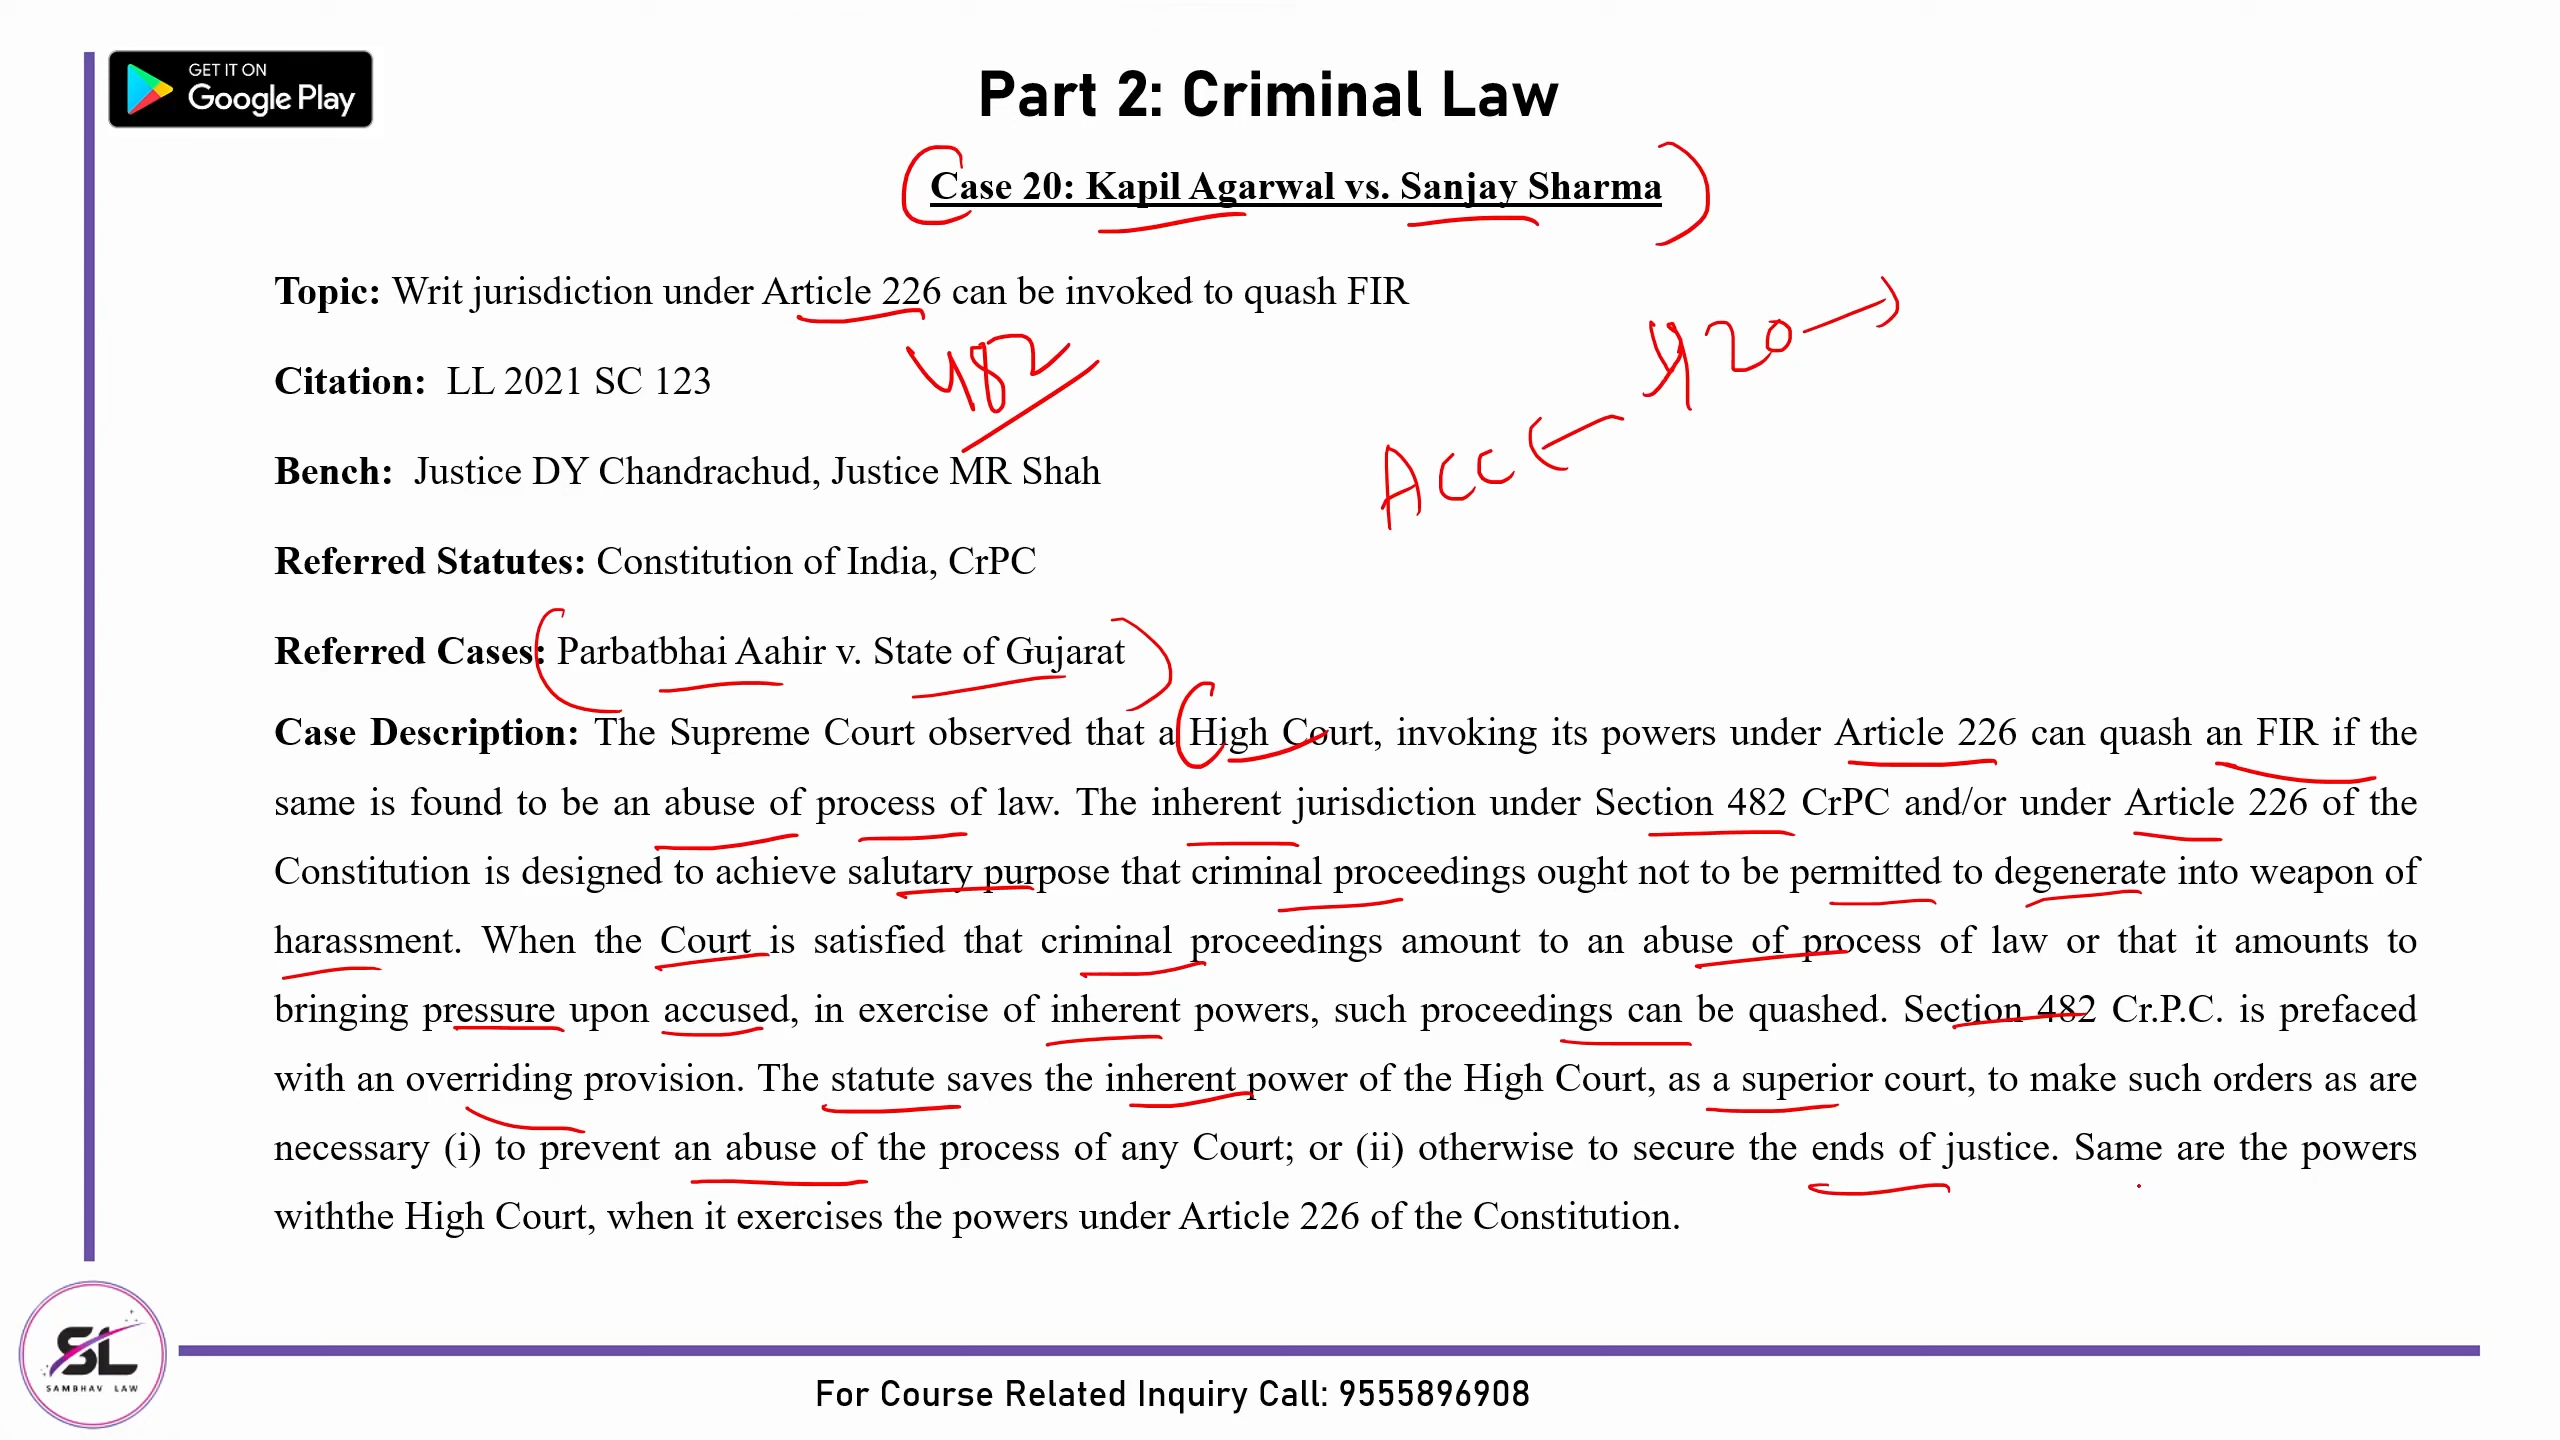 GET IT ON
Google Play
Part 2: Criminal Law
Case 20: Kapil Agarwal vs. Sanjay Sharma
Topic: Writ jurisdiction under Article 226 can be invoked to quash FIR
420
482
Citation: LL 2021 SC 123
Acc
Bench: Justice DY Chandrachud, Justice MR Shah
Referred Statutes: Constitution of India, CrPC
Referred Cases: Parbatbhai Aahir v. State of Gujarat
Case Description: The Supreme Court observed that a High Court, invoking its powers under Article 226 can quash an FIR if the
same is found to be an abuse of process of law. The inherent jurisdiction under Section 482 CrPC and/or under Article 226 of the
Constitution is designed to achieve salutary purpose that criminal proceedings ought not to be permitted to degenerate into weapon of
harassment. When the Court is satisfied that criminal proceedings amount to an abuse of process of law or that it amounts to
bringing pressure upon accused, in exercise of inherent powers, such proceedings can be quashed. Section 482 Cr.P.C. is prefaced
with an overriding provision. The statute saves the inherent power of the High Court, as a superior court, to make such orders as are
necessary (i) to prevent an abuse of the process of any Court; or (ii) otherwise to secure the ends of justice. Same are the powers
withthe High Court, when it exercises the powers under Article 226 of the Constitution.
SL
SAMBHAV LAW
For Course Related Inquiry Call: 9555896908